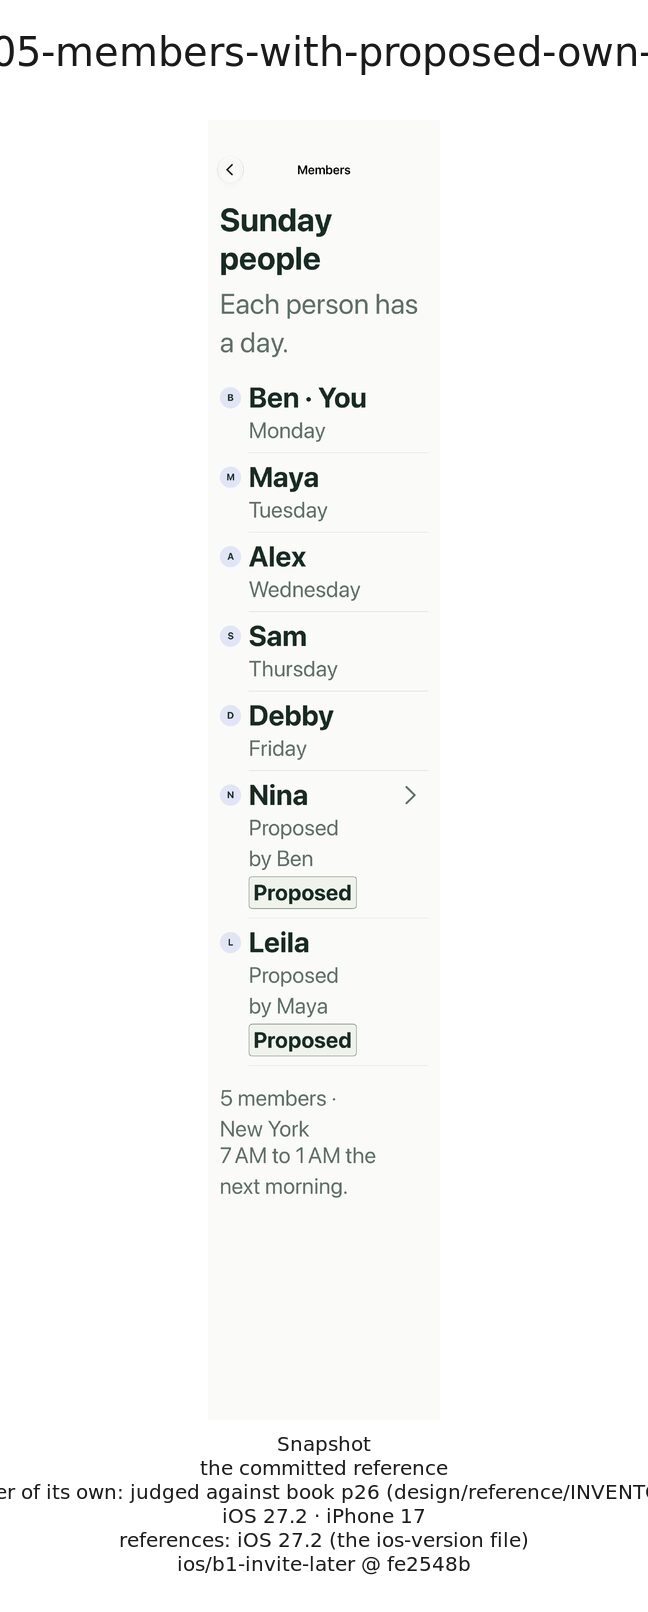 05-members-with-proposed-own-
Members
Sunday
people
Each person has
a day.
B
Ben · You
Monday
M
Maya
Tuesday
A
Alex
Wednesday
S
Sam
Thursday
D
Debby
Friday
N
Nina
Proposed
by Ben
Proposed
L
Leila
Proposed
by Maya
Proposed
5 members ·
New York
7 AM to 1 AM the
next morning.
Snapshot
the committed reference
of its own: judged against book p26 (design/reference/
iOS 27.2 · iPhone 17
references: iOS 27.2 (the ios-version file)
ios/b1-invite-later @ fe2548b